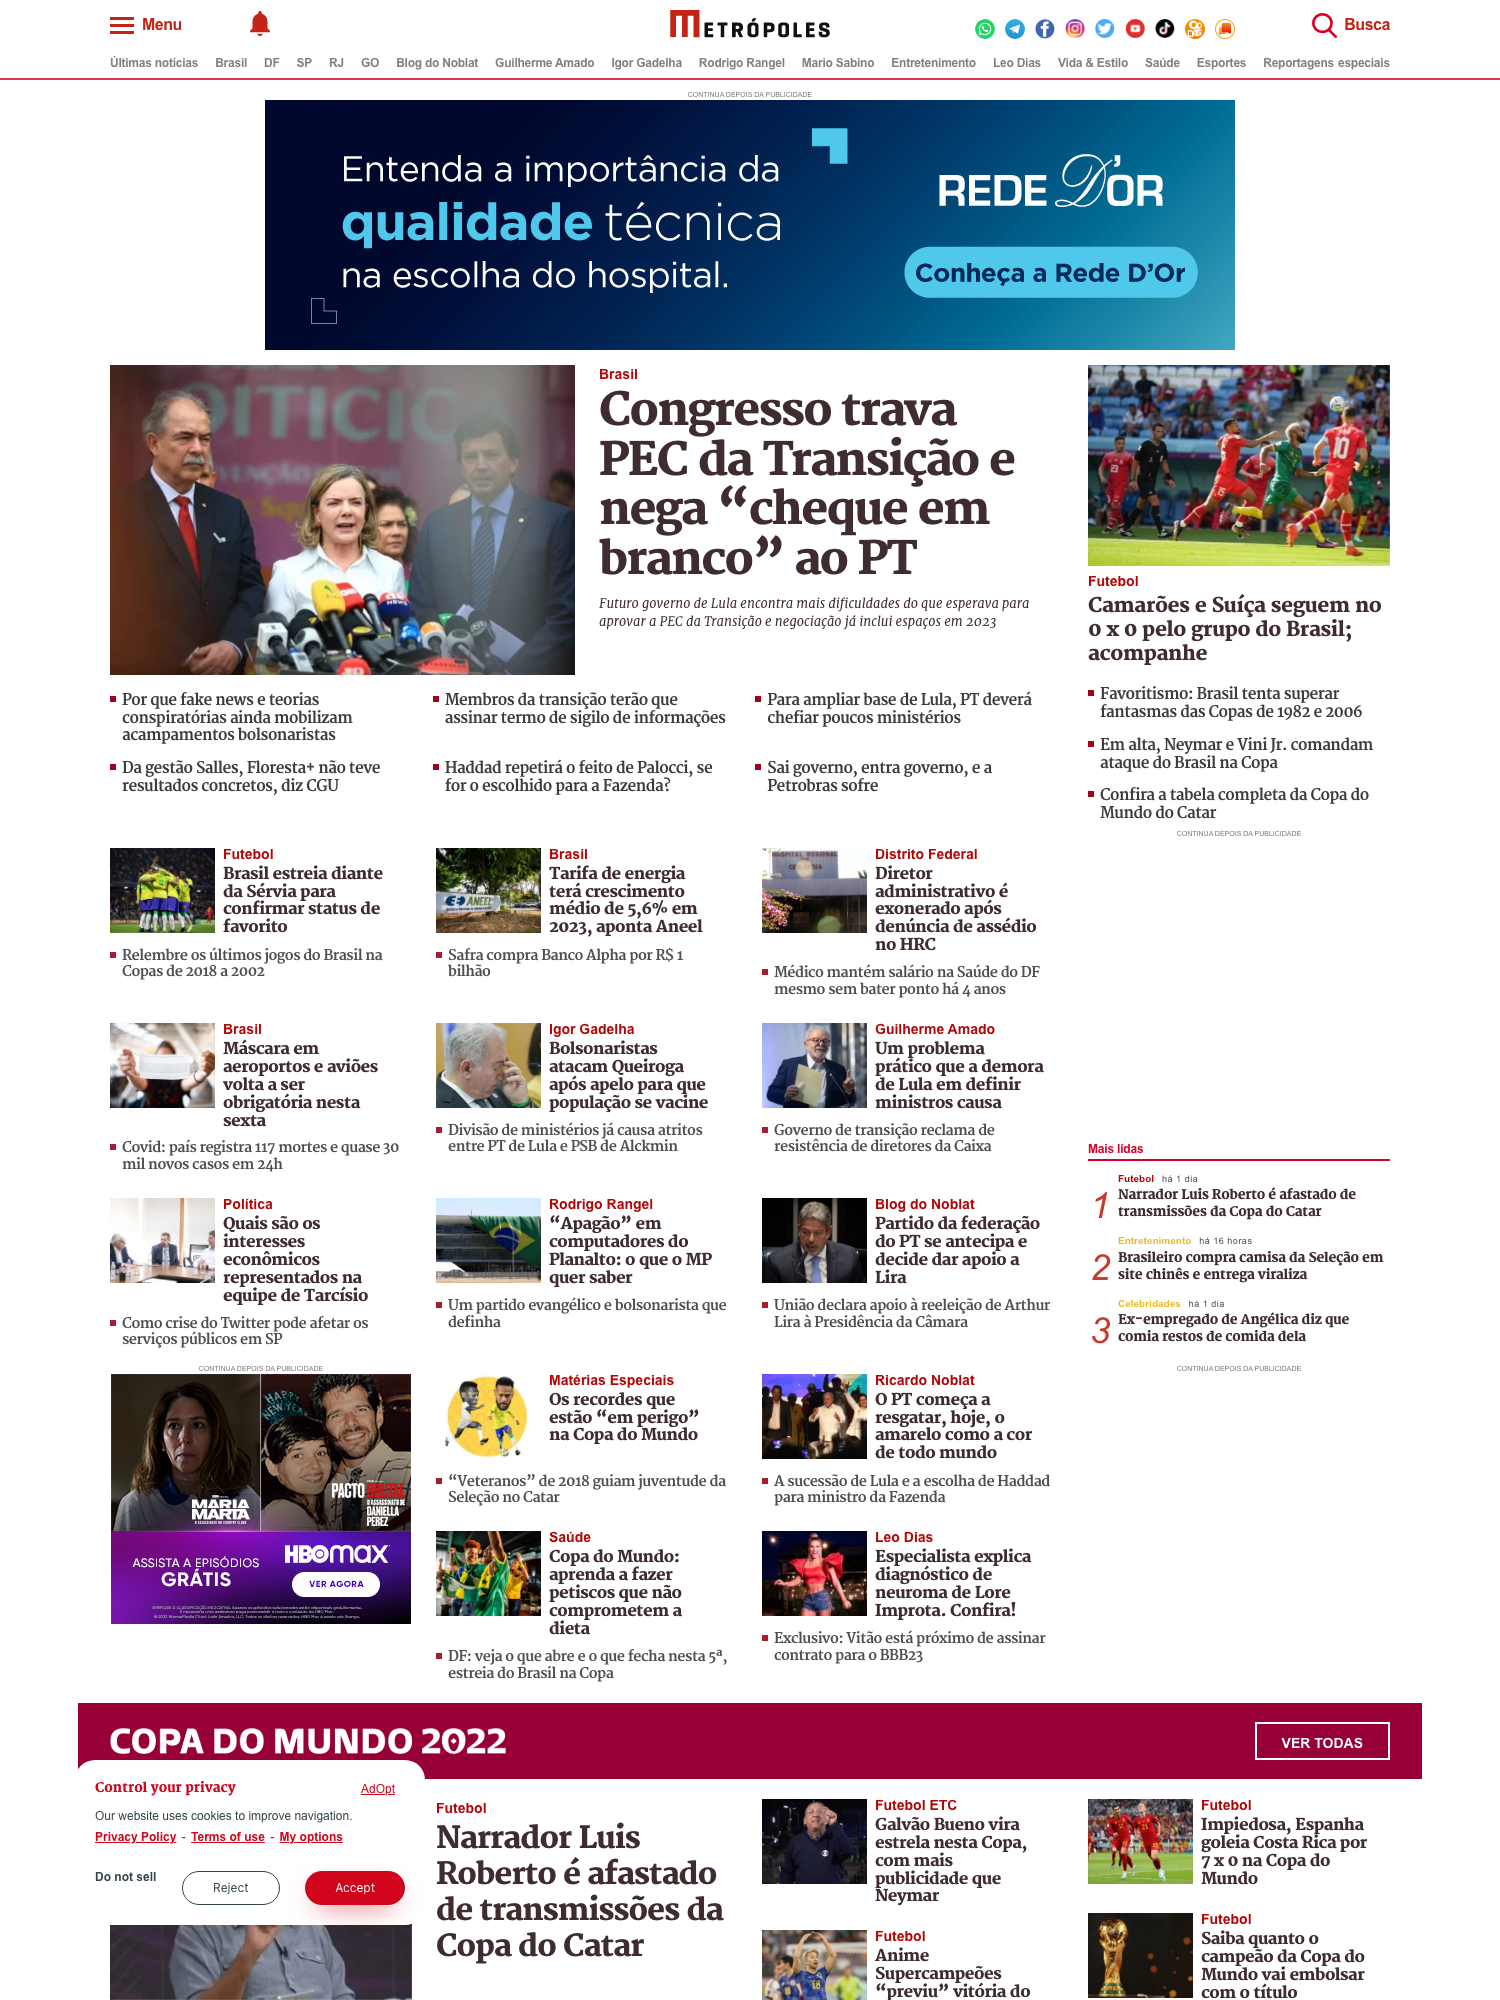 Menu
METRÓPOLES
Busca
Últimas notícias Brasil DF SP RJ GO Blog do Noblat Guilherme Amado Igor Gadelha Rodrigo Rangel Mario Sabino Entretenimento Leo Dias Vida & Estilo Saúde Esportes Reportagens especiais
CONTINUA DEPOIS DA PUBLICIDADE
Entenda a importância da
qualidade técnica
na escolha do hospital.
REDE D'OR
Conheça a Rede D'Or
Brasil
Congresso trava
PEC da Transição e
nega “cheque em
branco” ao PT
Futuro governo de Lula encontra mais dificuldades do que esperava para
aprovar a PEC da Transição e negociação já inclui espaços em 2023
Por que fake news e teorias
conspiratórias ainda mobilizam
acampamentos bolsonaristas
Membros da transição terão que
assinar termo de sigilo de informações
Para ampliar base de Lula, PT deverá
chefiar poucos ministérios
Da gestão Salles, Floresta+ não teve
resultados concretos, diz CGU
Haddad repetirá o feito de Palocci, se
for o escolhido para a Fazenda?
Sai governo, entra governo, e a
Petrobras sofre
Futebol
Camarões e Suíça seguem no
0 x 0 pelo grupo do Brasil;
acompanhe
Favoritismo: Brasil tenta superar
fantasmas das Copas de 1982 e 2006
Em alta, Neymar e Vini Jr. comandam
ataque do Brasil na Copa
Confira a tabela completa da Copa do
Mundo do Catar
CONTINUA DEPOIS DA PUBLICIDADE
Futebol
Brasil estreia diante
da Sérvia para
confirmar status de
favorito
Relembre os últimos jogos do Brasil na
Copas de 2018 a 2002
ANEEL
Brasil
Tarifa de energia
terá crescimento
médio de 5,6% em
2023, aponta Aneel
Safra compra Banco Alpha por R$ 1
bilhão
HOSPITAL REGIONAL
Distrito Federal
Diretor
administrativo é
exonerado após
denúncia de assédio
no HRC
Médico mantém salário na Saúde do DF
mesmo sem bater ponto há 4 anos
Brasil
Máscara em
aeroportos e aviões
volta a ser
obrigatória nesta
sexta
Covid: país registra 117 mortes e quase 30
mil novos casos em 24h
Igor Gadelha
Bolsonaristas
atacam Queiroga
após apelo para que
população se vacine
Divisão de ministérios já causa atritos
entre PT de Lula e PSB de Alckmin
Guilherme Amado
Um problema
prático que a demora
de Lula em definir
ministros causa
Governo de transição reclama de
resistência de diretores da Caixa
Política
Quais são os
interesses
econômicos
representados na
equipe de Tarcísio
Como crise do Twitter pode afetar os
serviços públicos em SP
Rodrigo Rangel
“Apagão” em
computadores do
Planalto: o que o MP
quer saber
Um partido evangélico e bolsonarista que
definha
Blog do Noblat
Partido da federação
do PT se antecipa e
decide dar apoio a
Lira
União declara apoio à reeleição de Arthur
Lira à Presidência da Câmara
Mais lidas
1
Futebol há 1 dia
Narrador Luis Roberto é afastado de
transmissões da Copa do Catar
2
Entretenimento há 16 horas
Brasileiro compra camisa da Seleção em
site chinês e entrega viraliza
3
Celebridades há 1 dia
Ex-empregado de Angélica diz que
comia restos de comida dela
CONTINUA DEPOIS DA PUBLICIDADE
CONTINUA DEPOIS DA PUBLICIDADE
HAPPY
NEW YEAR
MARIA
MARTA
PACTO BRUTAL
O ASSASSINATO DE
DANIELLA
PEREZ
ASSISTA A EPISÓDIOS
GRÁTIS
HBOMAX
VER AGORA
Matérias Especiais
Os recordes que
estão “em perigo”
na Copa do Mundo
“Veteranos” de 2018 guiam juventude da
Seleção no Catar
Ricardo Noblat
O PT começa a
resgatar, hoje, o
amarelo como a cor
de todo mundo
A sucessão de Lula e a escolha de Haddad
para ministro da Fazenda
Saúde
Copa do Mundo:
aprenda a fazer
petiscos que não
comprometem a
dieta
DF: veja o que abre e o que fecha nesta 5ª,
estreia do Brasil na Copa
Leo Dias
Especialista explica
diagnóstico de
neuroma de Lore
Improta. Confira!
Exclusivo: Vitão está próximo de assinar
contrato para o BBB23
COPA DO MUNDO 2022
VER TODAS
Control your privacy
AdOpt
Our website uses cookies to improve navigation.
Privacy Policy - Terms of use - My options
Do not sell
Reject
Accept
Futebol
Narrador Luis
Roberto é afastado
de transmissões da
Copa do Catar
Futebol ETC
Galvão Bueno vira
estrela nesta Copa,
com mais
publicidade que
Neymar
Futebol
Anime
Supercampeões
“previu” vitória do
Futebol
Impiedosa, Espanha
goleia Costa Rica por
7 x 0 na Copa do
Mundo
Futebol
Saiba quanto o
campeão da Copa do
Mundo vai embolsar
com o título